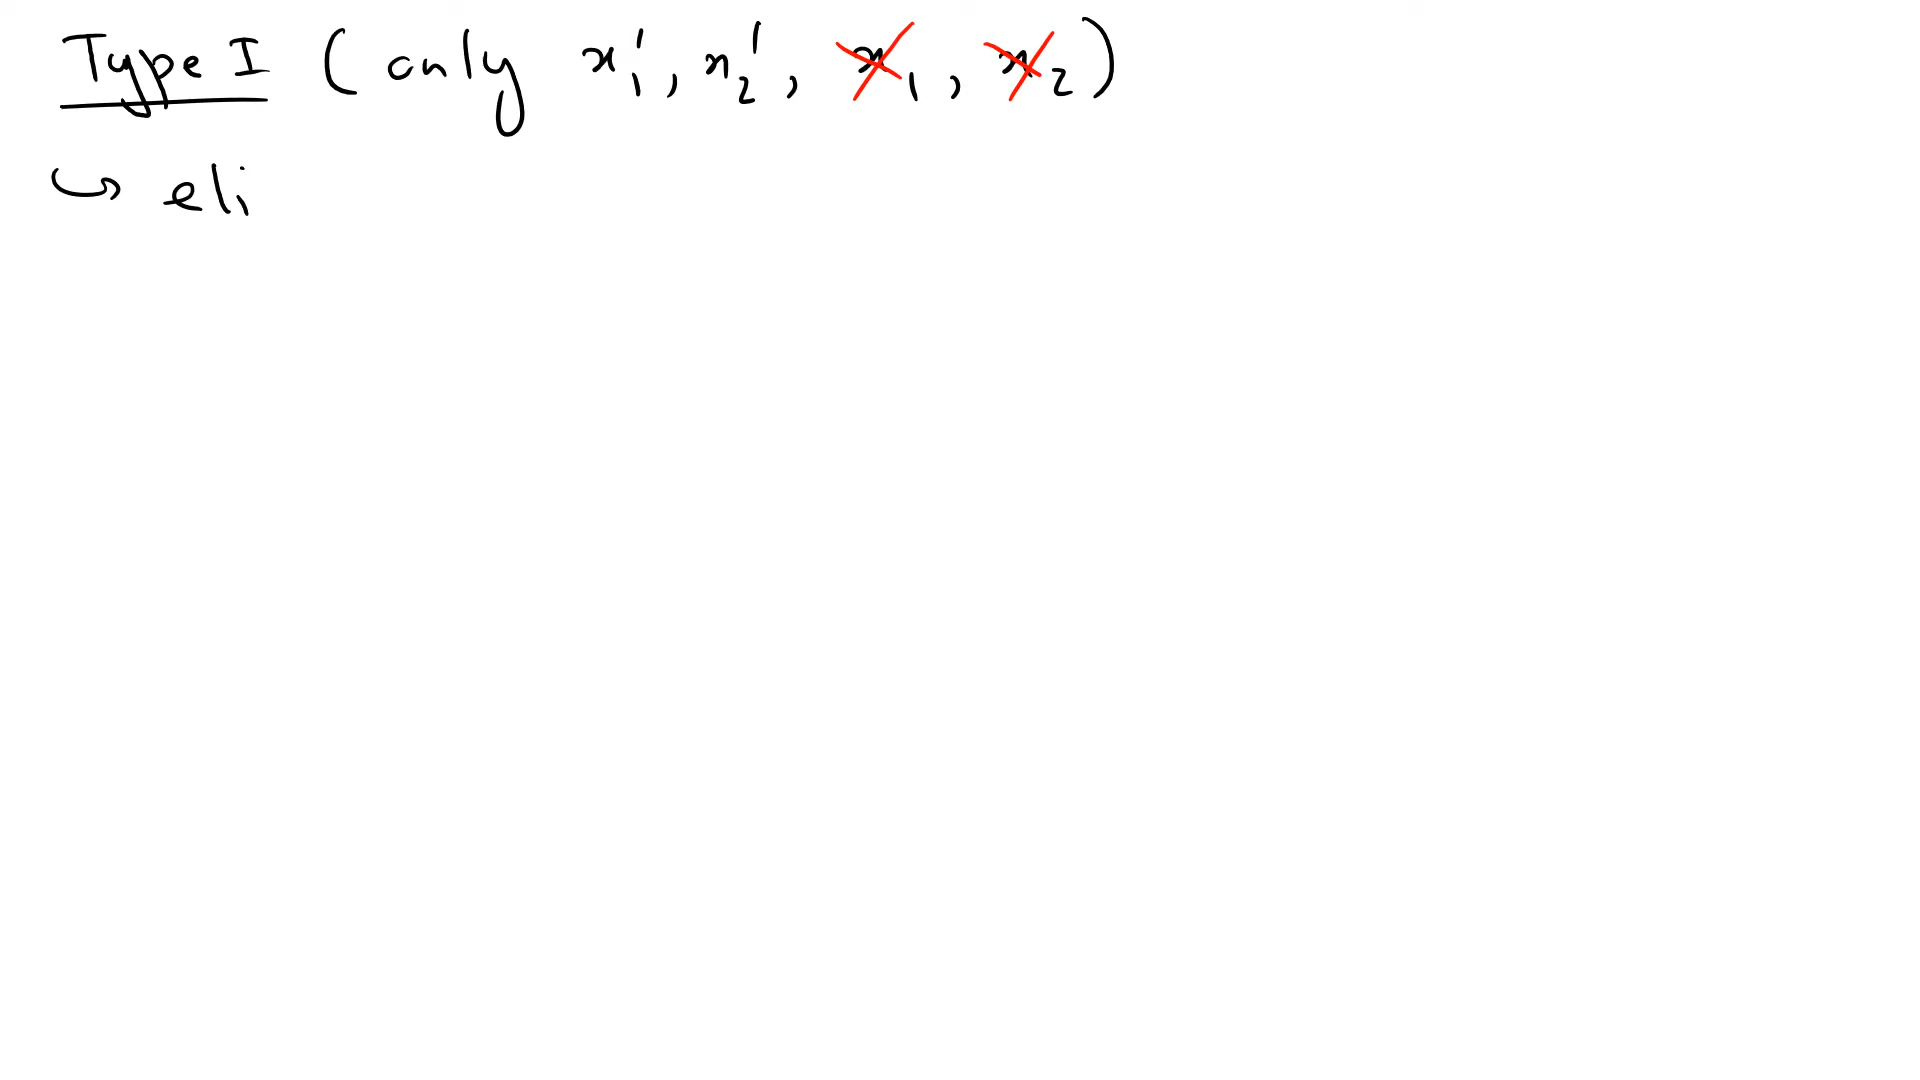 Type I (only x₁', x₂', x₁, x₂)
↪ eli